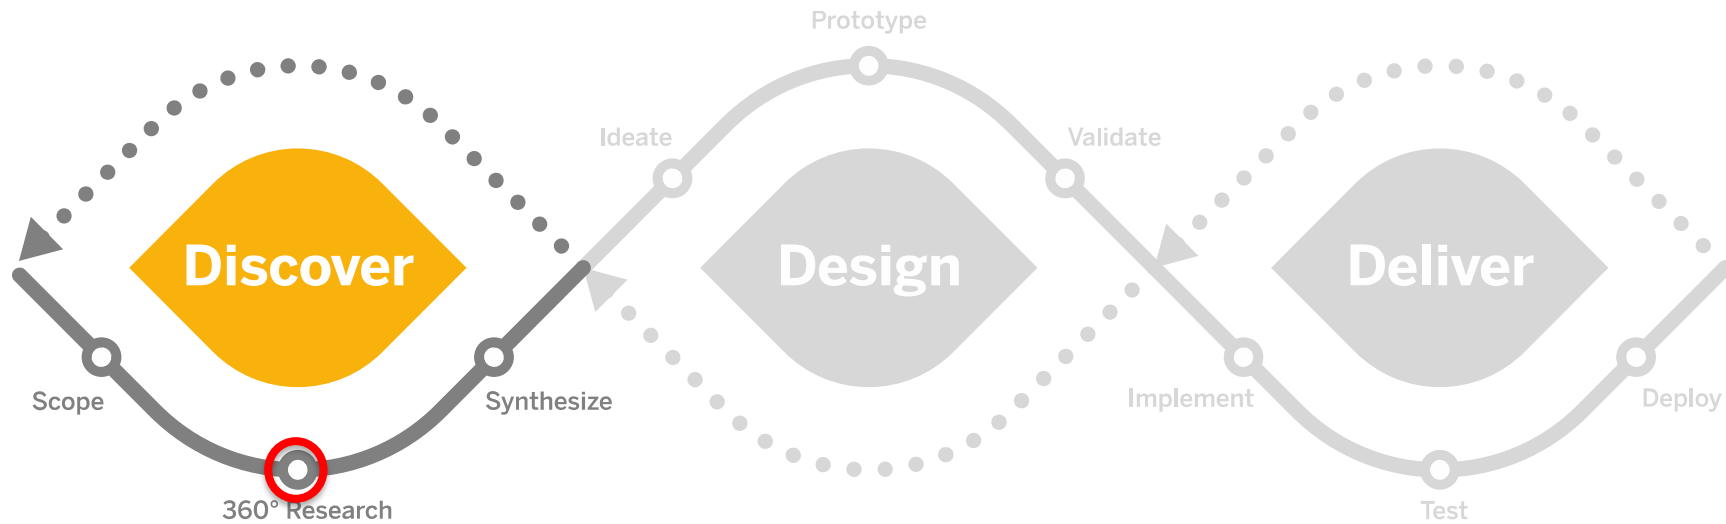 Discover
Scope
360° Research
Synthesize
Design
Ideate
Prototype
Validate
Deliver
Implement
Test
Deploy